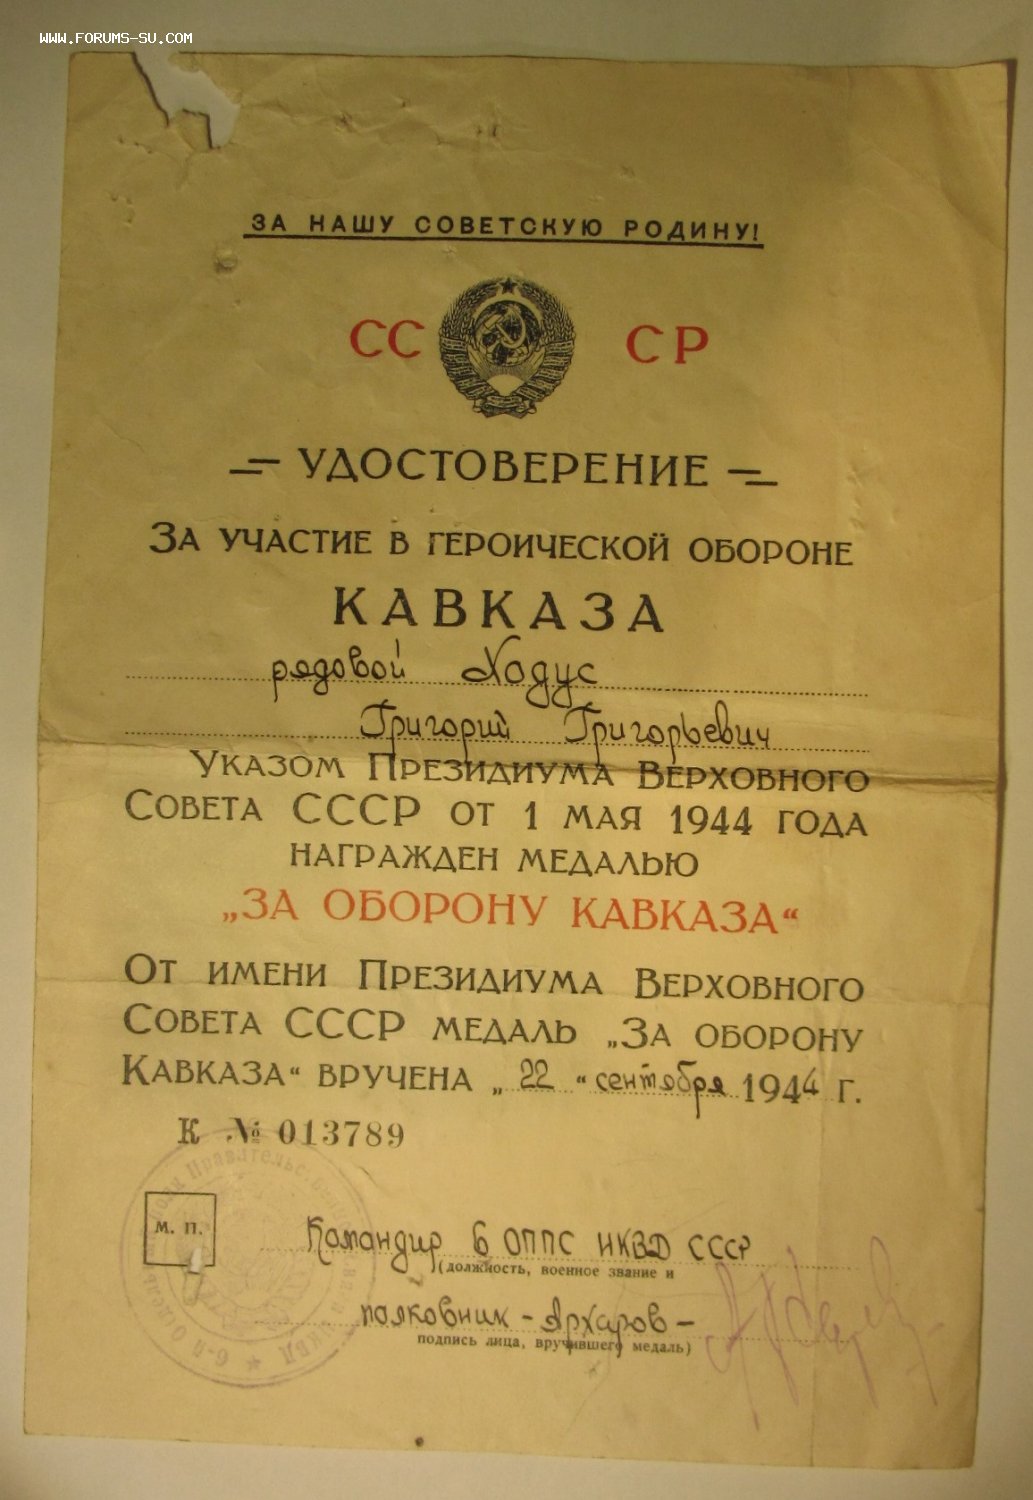 WWW.FORUMS-SU.COM
ЗА НАШУ СОВЕТСКУЮ РОДИНУ!
СС СР
УДОСТОВЕРЕНИЕ
ЗА УЧАСТИЕ В ГЕРОИЧЕСКОЙ ОБОРОНЕ
КАВКАЗА
рядовой Ходус
Григорий Григорьевич
УКАЗОМ ПРЕЗИДИУМА ВЕРХОВНОГО
СОВЕТА СССР ОТ 1 МАЯ 1944 ГОДА
НАГРАЖДЕН МЕДАЛЬЮ
„ЗА ОБОРОНУ КАВКАЗА“
ОТ ИМЕНИ ПРЕЗИДИУМА ВЕРХОВНОГО
СОВЕТА СССР МЕДАЛЬ „ЗА ОБОРОНУ
КАВКАЗА“ ВРУЧЕНА „22“ сентября 1944 Г.
К № 013789
М. П.
Командир 6 ОППС НКВД СССР
(должность, военное звание и
полковник - Архаров -
подпись лица, вручившего медаль)